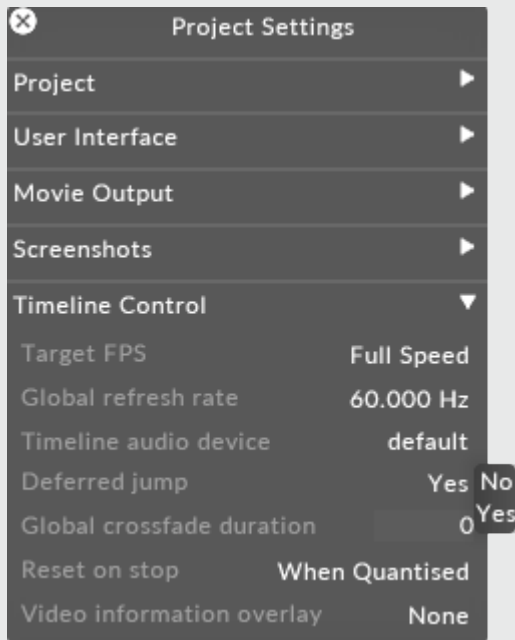 Project Settings
Project
User Interface
Movie Output
Screenshots
Timeline Control
Target FPS Full Speed
Global refresh rate 60.000 Hz
Timeline audio device default
Deferred jump Yes No
Global crossfade duration 0 Yes
Reset on stop When Quantised
Video information overlay None